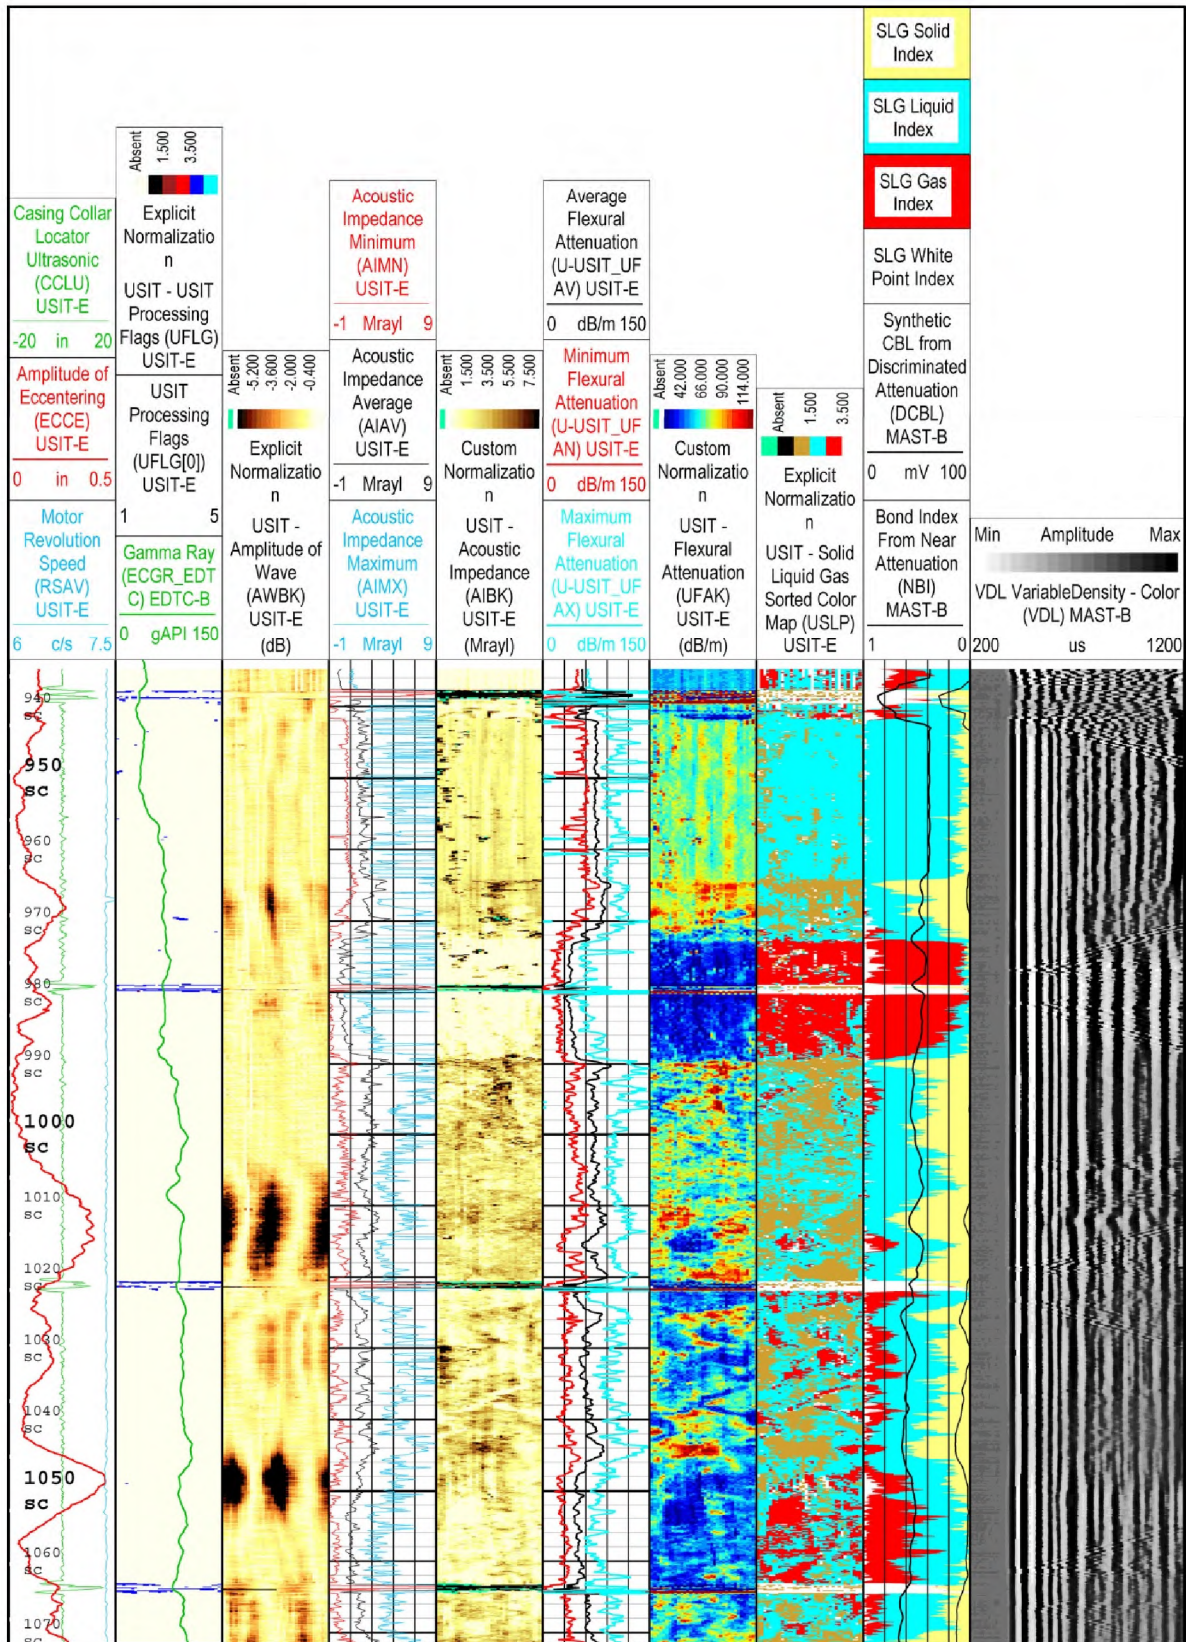 SLG Solid
Index
SLG Liquid
Index
SLG Gas
Index
SLG White
Point Index
Casing Collar
Locator
Ultrasonic
(CCLU)
USIT-E
-20 in 20
Amplitude of
Eccentering
(ECCE)
USIT-E
0 in 0.5
Motor
Revolution
Speed
(RSAV)
USIT-E
6 c/s 7.5
Absent
1.500
3.500
Explicit
Normalizatio
n
USIT - USIT
Processing
Flags (UFLG)
USIT-E
USIT
Processing
Flags
(UFLG[0])
USIT-E
1 5
Gamma Ray
(ECGR_EDT
C) EDTC-B
0 gAPI 150
Absent
-5.200
-3.600
-2.000
-0.400
Explicit
Normalizatio
n
USIT -
Amplitude of
Wave
(AWBK)
USIT-E
(dB)
Acoustic
Impedance
Minimum
(AIMN)
USIT-E
-1 Mrayl 9
Acoustic
Impedance
Average
(AIAV)
USIT-E
-1 Mrayl 9
Acoustic
Impedance
Maximum
(AIMX)
USIT-E
-1 Mrayl 9
Absent
1.500
3.500
5.500
7.500
Custom
Normalizatio
n
USIT -
Acoustic
Impedance
(AIBK)
USIT-E
(Mrayl)
Average
Flexural
Attenuation
(U-USIT_UF
AV) USIT-E
0 dB/m 150
Minimum
Flexural
Attenuation
(U-USIT_UF
AN) USIT-E
0 dB/m 150
Maximum
Flexural
Attenuation
(U-USIT_UF
AX) USIT-E
0 dB/m 150
Absent
42.000
66.000
90.000
114.000
Custom
Normalizatio
n
USIT -
Flexural
Attenuation
(UFAK)
USIT-E
(dB/m)
Absent
1.500
3.500
Explicit
Normalizatio
n
USIT - Solid
Liquid Gas
Sorted Color
Map (USLP)
USIT-E
Synthetic
CBL from
Discriminated
Attenuation
(DCBL)
MAST-B
0 mV 100
Bond Index
From Near
Attenuation
(NBI)
MAST-B
1 0
Min Amplitude Max
VDL VariableDensity - Color
(VDL) MAST-B
200 us 1200
940
sc
950
sc
960
sc
970
sc
980
sc
990
sc
1000
sc
1010
sc
1020
sc
1030
sc
1040
sc
1050
sc
1060
sc
1070
sc